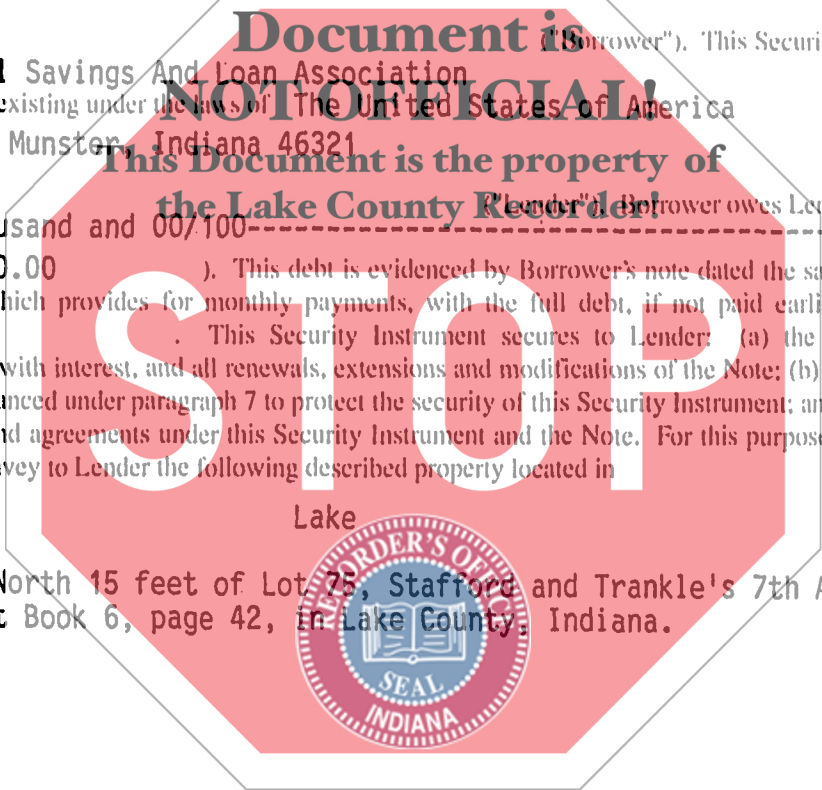 Document is
("Borrower"). This Securi
Savings And Loan Association
NOT OFFICIAL!
existing under the laws of The United States of America
Munster, Indiana 46321
This Document is the property of
the Lake County Recorder!
("Lender"). Borrower owes Len
usand and 00/100--------------------------------------------
0.00 ). This debt is evidenced by Borrower's note dated the sa
hich provides for monthly payments, with the full debt, if not paid earli
. This Security Instrument secures to Lender: (a) the
with interest, and all renewals, extensions and modifications of the Note; (b)
anced under paragraph 7 to protect the security of this Security Instrument; an
nd agreements under this Security Instrument and the Note. For this purpose
vey to Lender the following described property located in
STOP
Lake
North 15 feet of Lot 75, Stafford and Trankle's 7th A
t Book 6, page 42, in Lake County, Indiana.
RECORDER'S OFFICE
SEAL
INDIANA